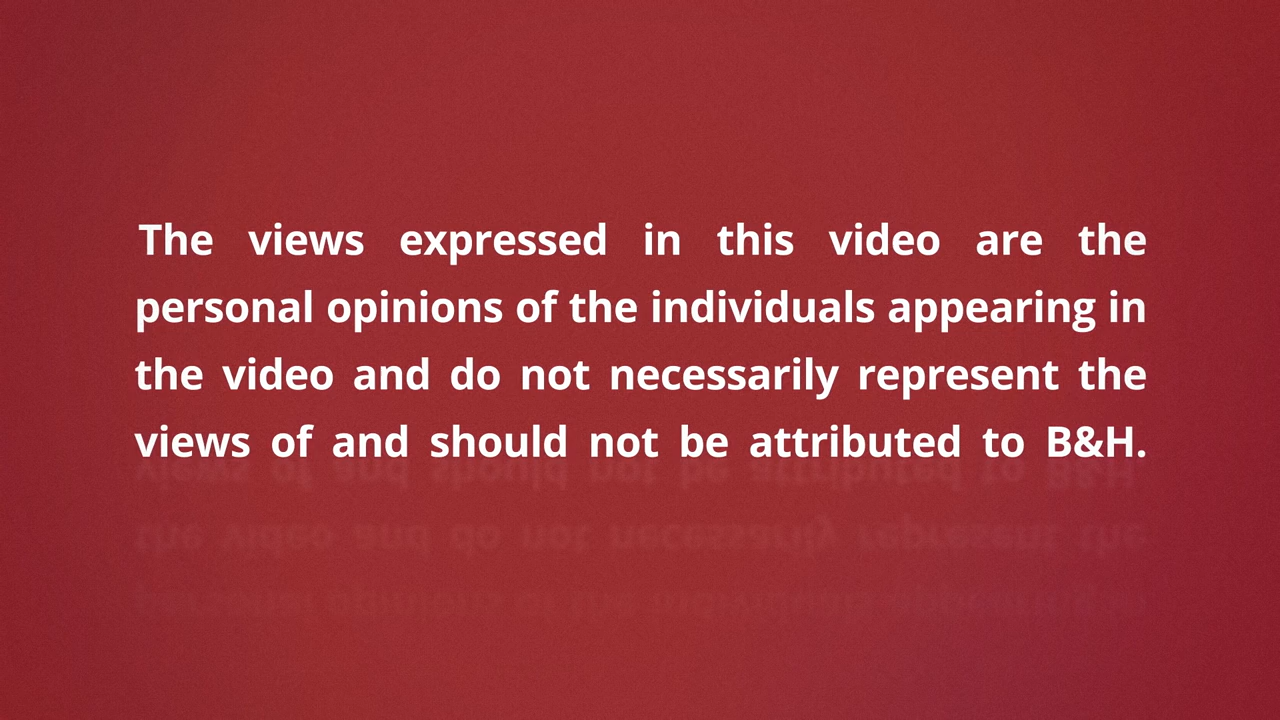 The views expressed in this video are the
personal opinions of the individuals appearing in
the video and do not necessarily represent the
views of and should not be attributed to B&H.